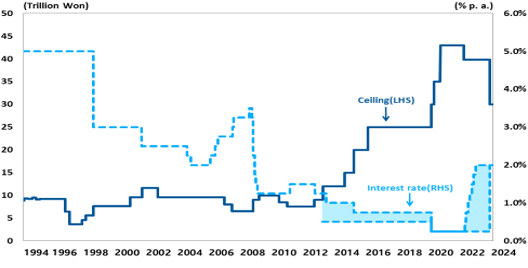 (Trillion Won) (% p. a.)
50 6.0%
45
40 5.0%
35
30 4.0%
25 3.0%
20
15 2.0%
10 1.0%
5
0 0.0%
Ceiling(LHS)
Interest rate(RHS)
1994 1996 1998 2000 2002 2004 2006 2008 2010 2012 2014 2016 2018 2020 2022 2024